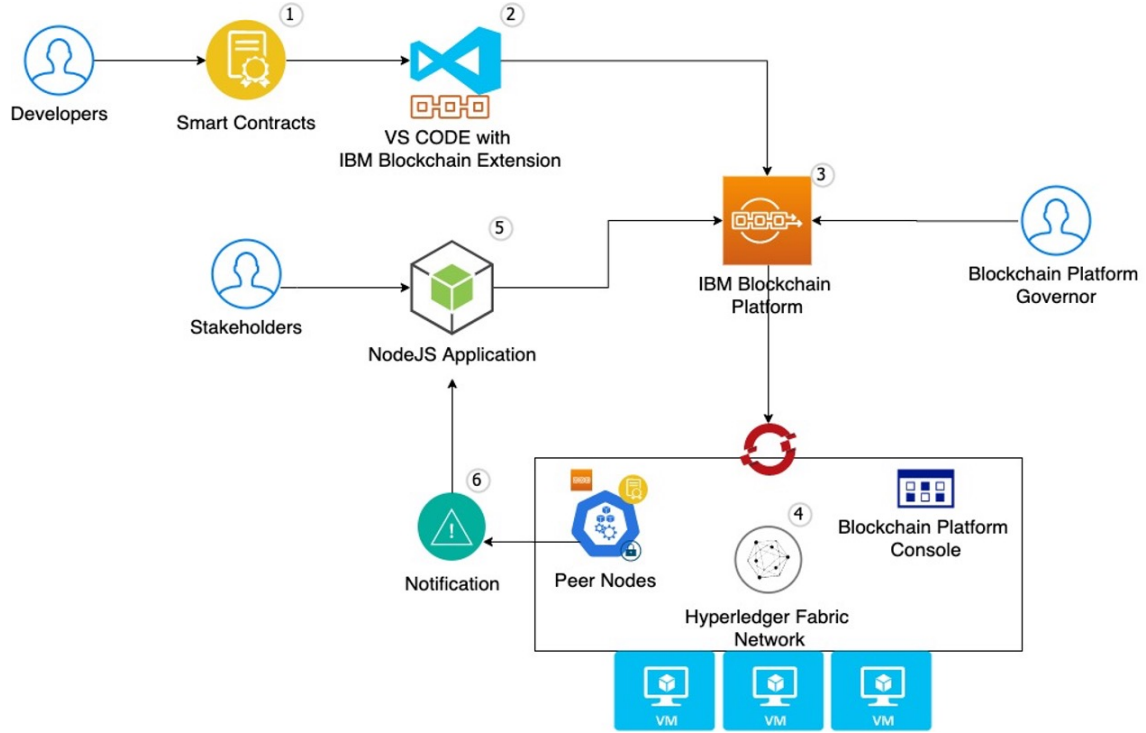 1
2
Developers
Smart Contracts
VS CODE with
IBM Blockchain Extension
3
5
IBM Blockchain
Platform
Blockchain Platform
Governor
Stakeholders
NodeJS Application
6
4
Blockchain Platform
Console
Notification
Peer Nodes
Hyperledger Fabric
Network
VM
VM
VM